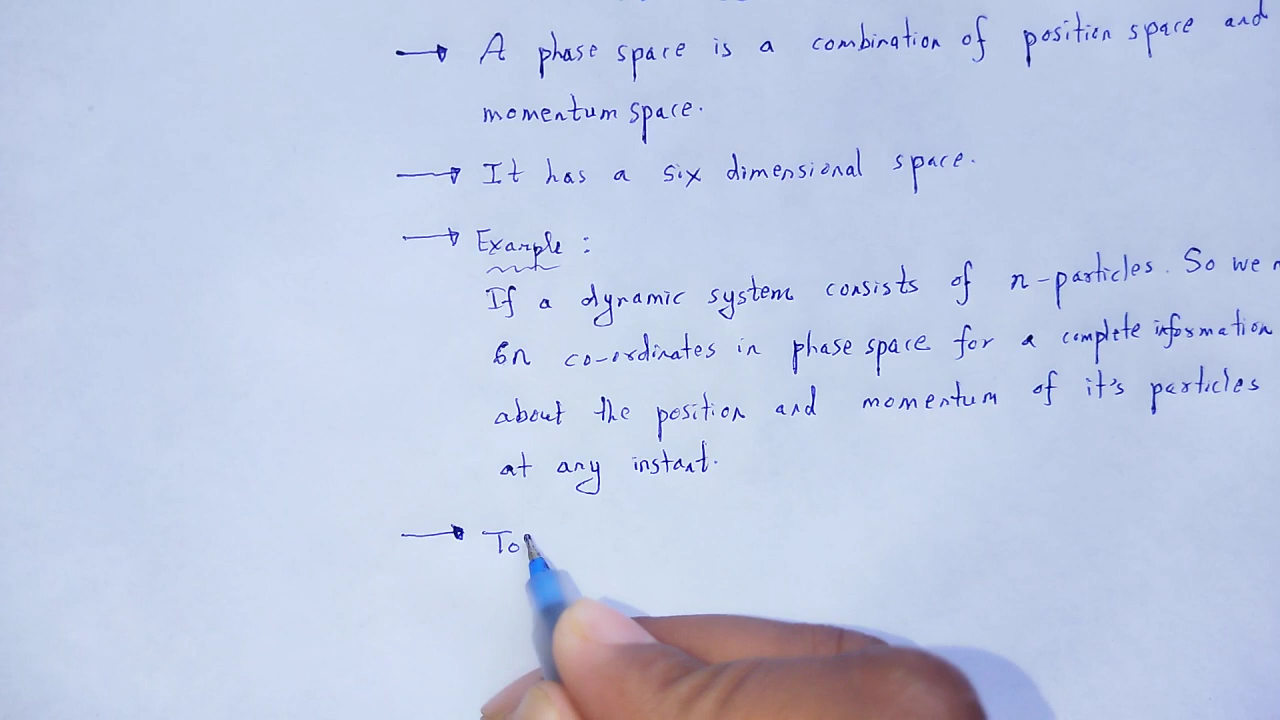 A phase space is a combination of position space and
momentum space.
It has a six dimensional space.
Example :
If a dynamic system consists of n-particles. So we
6n co-ordinates in phase space for a complete information
about the position and momentum of it's particles
at any instant.
To